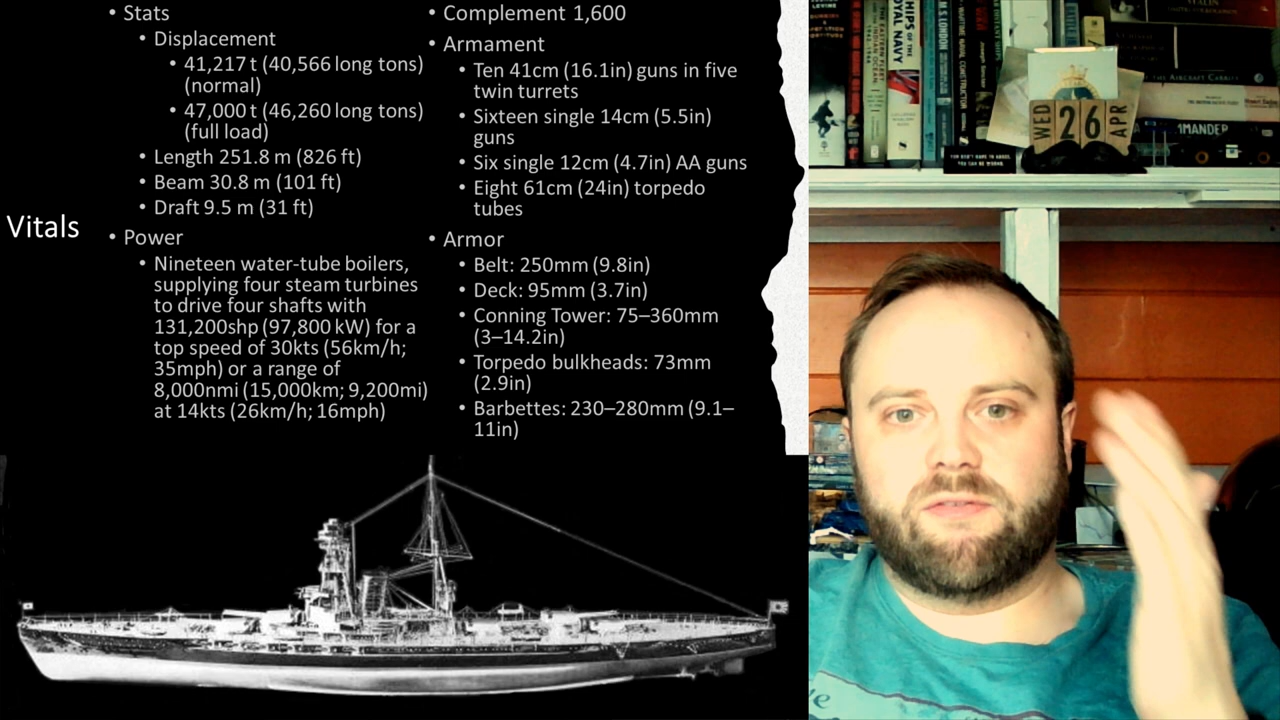 Vitals
• Stats
• Displacement
• 41,217 t (40,566 long tons)
(normal)
• 47,000 t (46,260 long tons)
(full load)
• Length 251.8 m (826 ft)
• Beam 30.8 m (101 ft)
• Draft 9.5 m (31 ft)
• Power
• Nineteen water-tube boilers,
supplying four steam turbines
to drive four shafts with
131,200shp (97,800 kW) for a
top speed of 30kts (56km/h;
35mph) or a range of
8,000nmi (15,000km; 9,200mi)
at 14kts (26km/h; 16mph)
• Complement 1,600
• Armament
• Ten 41cm (16.1in) guns in five
twin turrets
• Sixteen single 14cm (5.5in)
guns
• Six single 12cm (4.7in) AA guns
• Eight 61cm (24in) torpedo
tubes
• Armor
• Belt: 250mm (9.8in)
• Deck: 95mm (3.7in)
• Conning Tower: 75–360mm
(3–14.2in)
• Torpedo bulkheads: 73mm
(2.9in)
• Barbettes: 230–280mm (9.1–
11in)
ROYAL NAVY
M.S. LONDON
WED
26
APR